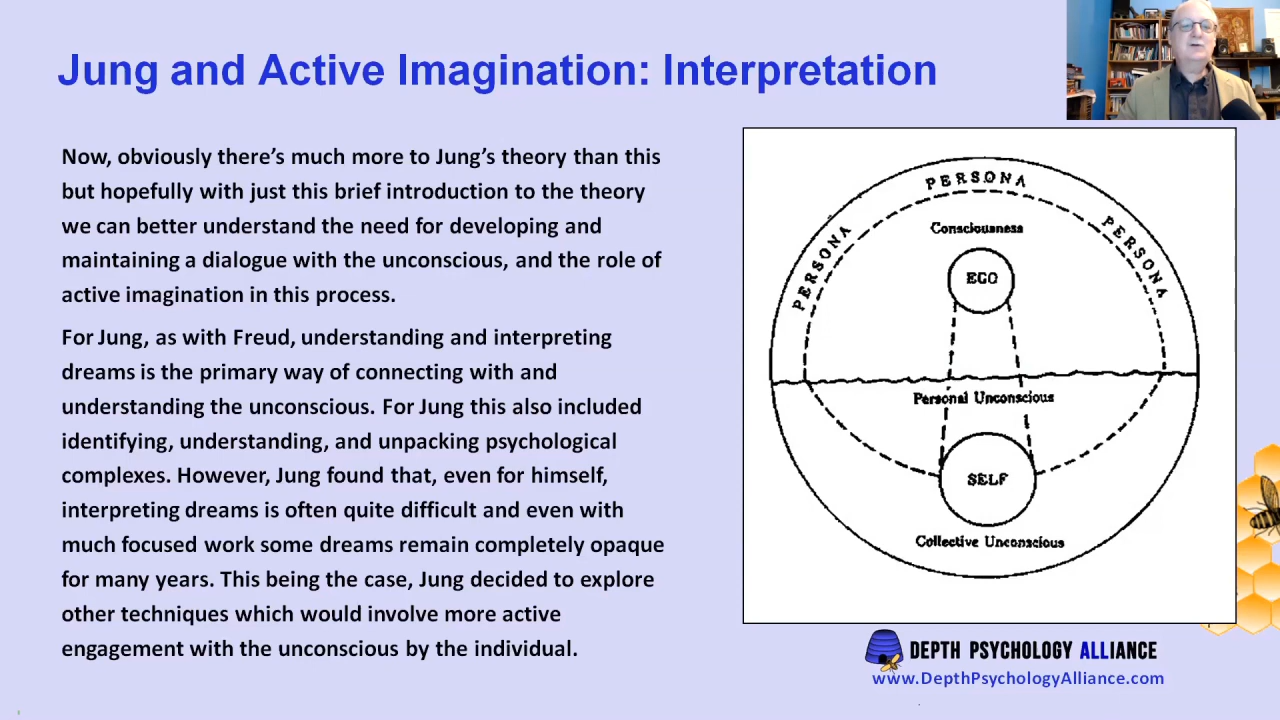 Jung and Active Imagination: Interpretation
Now, obviously there’s much more to Jung’s theory than this
but hopefully with just this brief introduction to the theory
we can better understand the need for developing and
maintaining a dialogue with the unconscious, and the role of
active imagination in this process.
For Jung, as with Freud, understanding and interpreting
dreams is the primary way of connecting with and
understanding the unconscious. For Jung this also included
identifying, understanding, and unpacking psychological
complexes. However, Jung found that, even for himself,
interpreting dreams is often quite difficult and even with
much focused work some dreams remain completely opaque
for many years. This being the case, Jung decided to explore
other techniques which would involve more active
engagement with the unconscious by the individual.
PERSONA
PERSONA
PERSONA
Consciousness
EGO
Personal Unconscious
SELF
Collective Unconscious
DEPTH PSYCHOLOGY ALLIANCE
www.DepthPsychologyAlliance.com